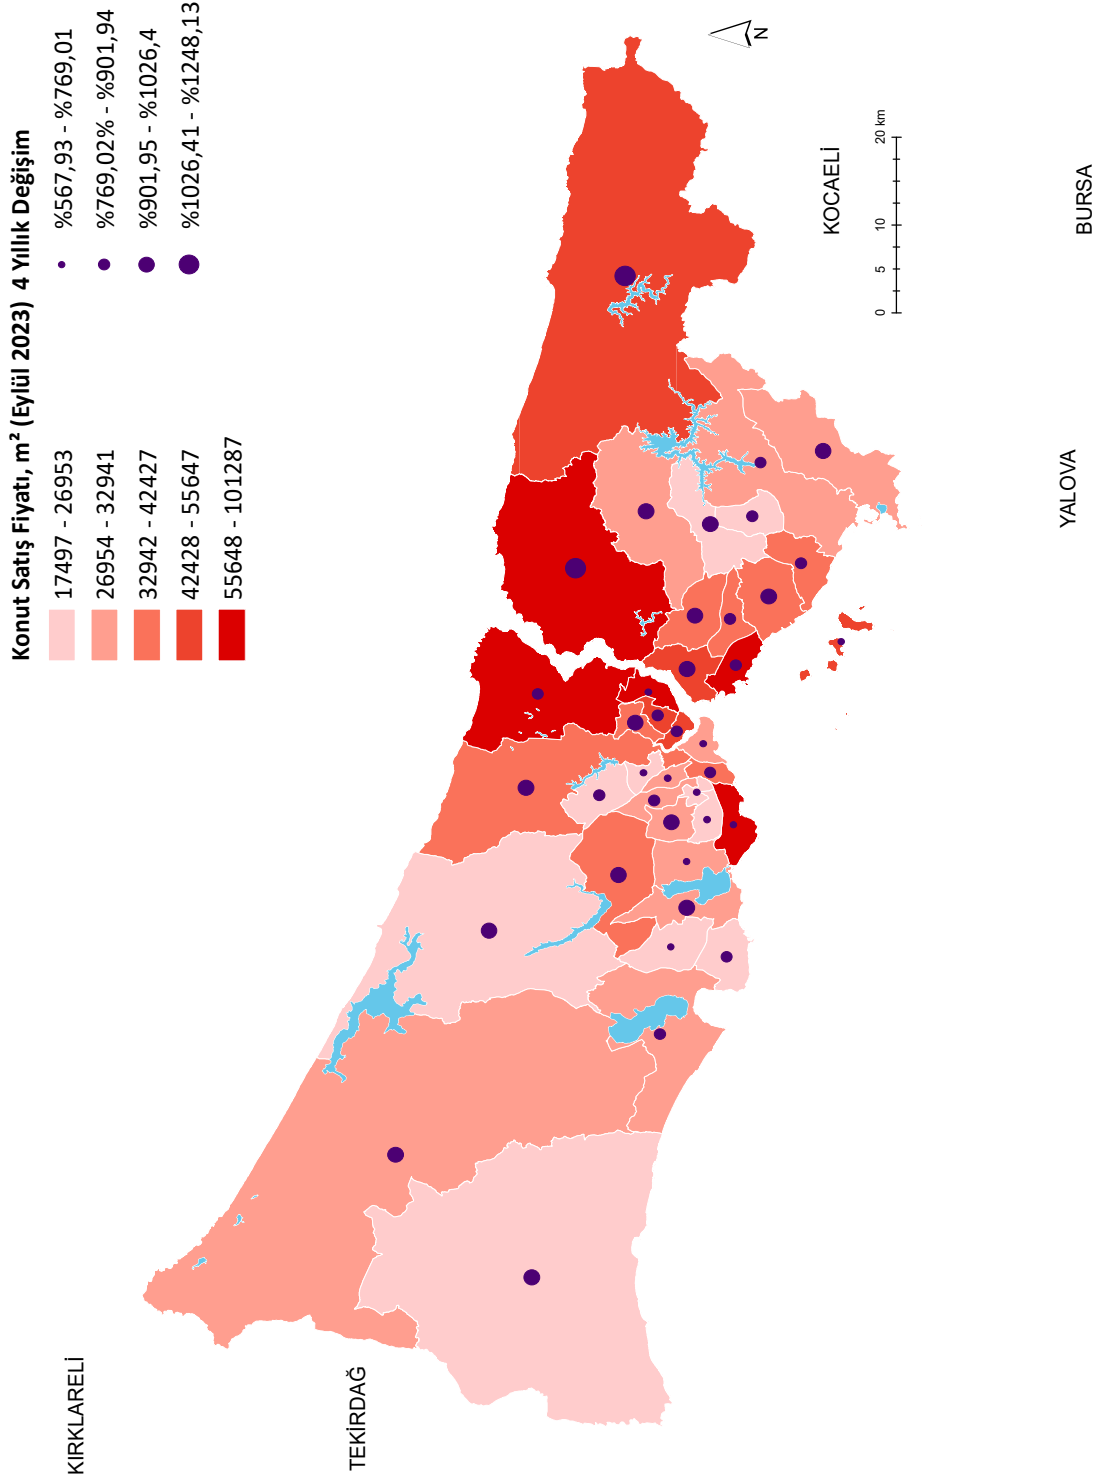 Konut Satış Fiyatı, m² (Eylül 2023) 4 Yıllık Değişim
17497 - 26953
26954 - 32941
32942 - 42427
42428 - 55647
55648 - 101287
%567,93 - %769,01
%769,02% - %901,94
%901,95 - %1026,4
%1026,41 - %1248,13
KIRKLARELİ
TEKİRDAĞ
N
KOCAELİ
0 5 10 20 km
YALOVA
BURSA